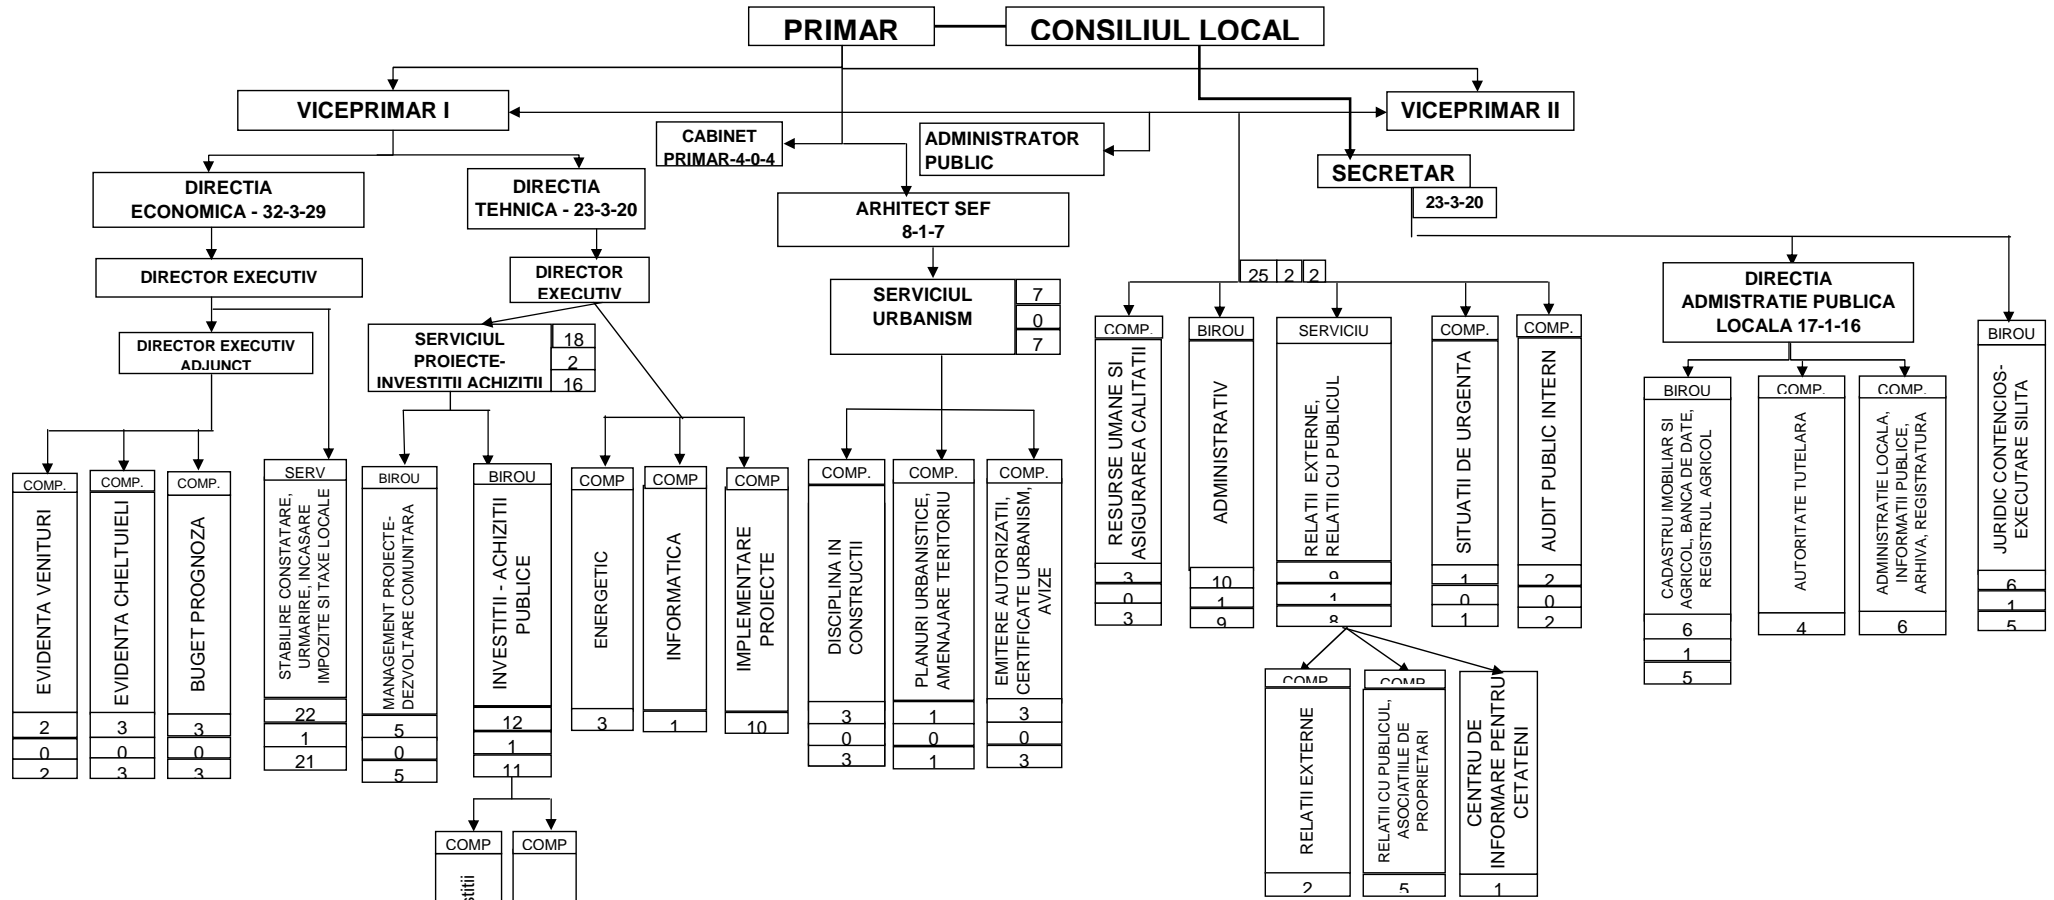 PRIMAR
CONSILIUL LOCAL
VICEPRIMAR I
VICEPRIMAR II
CABINET
PRIMAR-4-0-4
ADMINISTRATOR
PUBLIC
SECRETAR
23-3-20
DIRECTIA
ECONOMICA - 32-3-29
DIRECTIA
TEHNICA - 23-3-20
ARHITECT SEF
8-1-7
DIRECTOR EXECUTIV
DIRECTOR
EXECUTIV
SERVICIUL
URBANISM
7
0
7
25
2
2
DIRECTIA
ADMISTRATIE PUBLICA
LOCALA 17-1-16
DIRECTOR EXECUTIV
ADJUNCT
SERVICIUL
PROIECTE-
INVESTITII ACHIZITII
18
2
16
COMP.
EVIDENTA VENITURI
2
0
2
COMP.
EVIDENTA CHELTUIELI
3
0
3
COMP.
BUGET PROGNOZA
3
0
3
SERV
STABILIRE CONSTATARE,
URMARIRE, INCASARE
IMPOZITE SI TAXE LOCALE
22
1
21
BIROU
MANAGEMENT PROIECTE-
DEZVOLTARE COMUNITARA
5
0
5
BIROU
INVESTITII - ACHIZITII
PUBLICE
12
1
11
COMP
stitii
COMP
COMP
ENERGETIC
3
COMP
INFORMATICA
1
COMP
IMPLEMENTARE
PROIECTE
10
COMP.
DISCIPLINA IN
CONSTRUCTII
3
0
3
COMP.
PLANURI URBANISTICE,
AMENAJARE TERITORIU
1
0
1
COMP.
EMITERE AUTORIZATII,
CERTIFICATE URBANISM,
AVIZE
3
0
3
COMP.
RESURSE UMANE SI
ASIGURAREA CALITATII
3
0
3
BIROU
ADMINISTRATIV
10
1
9
SERVICIU
RELATII EXTERNE,
RELATII CU PUBLICUL
9
1
8
COMP
RELATII EXTERNE
2
COMP
RELATII CU PUBLICUL,
ASOCIATIILE DE
PROPRIETARI
5
CENTRU DE
INFORMARE PENTRU
CETATENI
1
COMP.
SITUATII DE URGENTA
1
0
1
COMP.
AUDIT PUBLIC INTERN
2
0
2
BIROU
CADASTRU IMOBILIAR SI
AGRICOL, BANCA DE DATE,
REGISTRUL AGRICOL
6
1
5
COMP.
AUTORITATE TUTELARA
4
COMP.
ADMINISTRATIE LOCALA,
INFORMATII PUBLICE,
ARHIVA, REGISTRATURA
6
BIROU
JURIDIC CONTENCIOS-
EXECUTARE SILITA
6
1
5